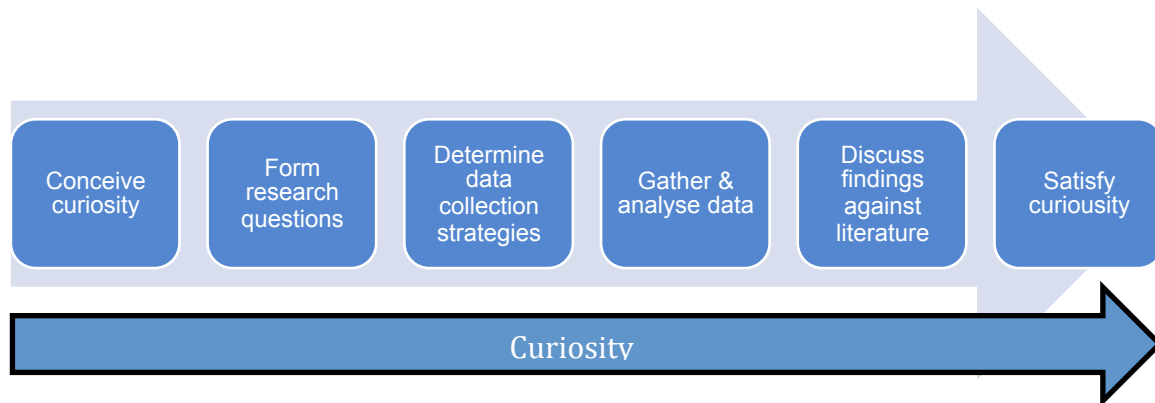 Conceive
curiosity
Form
research
questions
Determine
data
collection
strategies
Gather &
analyse data
Discuss
findings
against
literature
Satisfy
curiousity
Curiosity